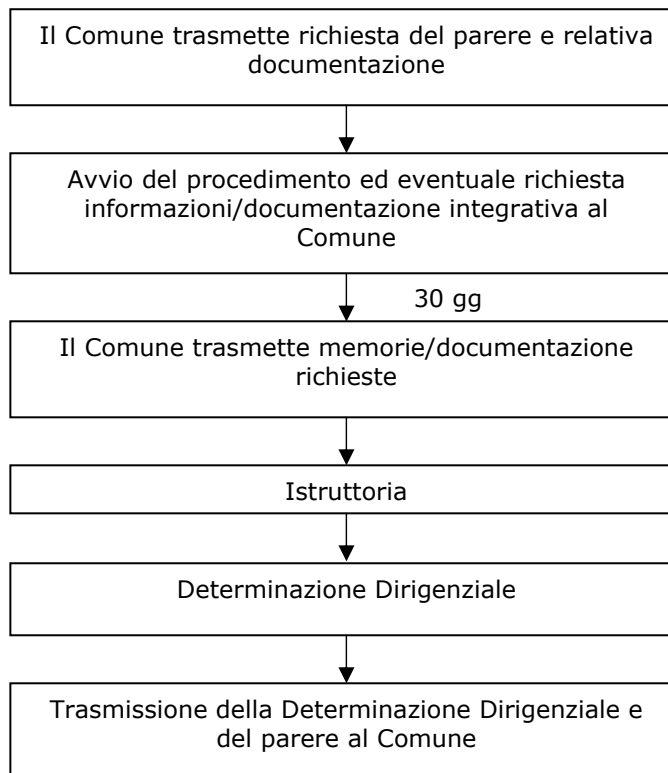 Il Comune trasmette richiesta del parere e relativa
documentazione
Avvio del procedimento ed eventuale richiesta
informazioni/documentazione integrativa al
Comune
30 gg
Il Comune trasmette memorie/documentazione
richieste
Istruttoria
Determinazione Dirigenziale
Trasmissione della Determinazione Dirigenziale e
del parere al Comune